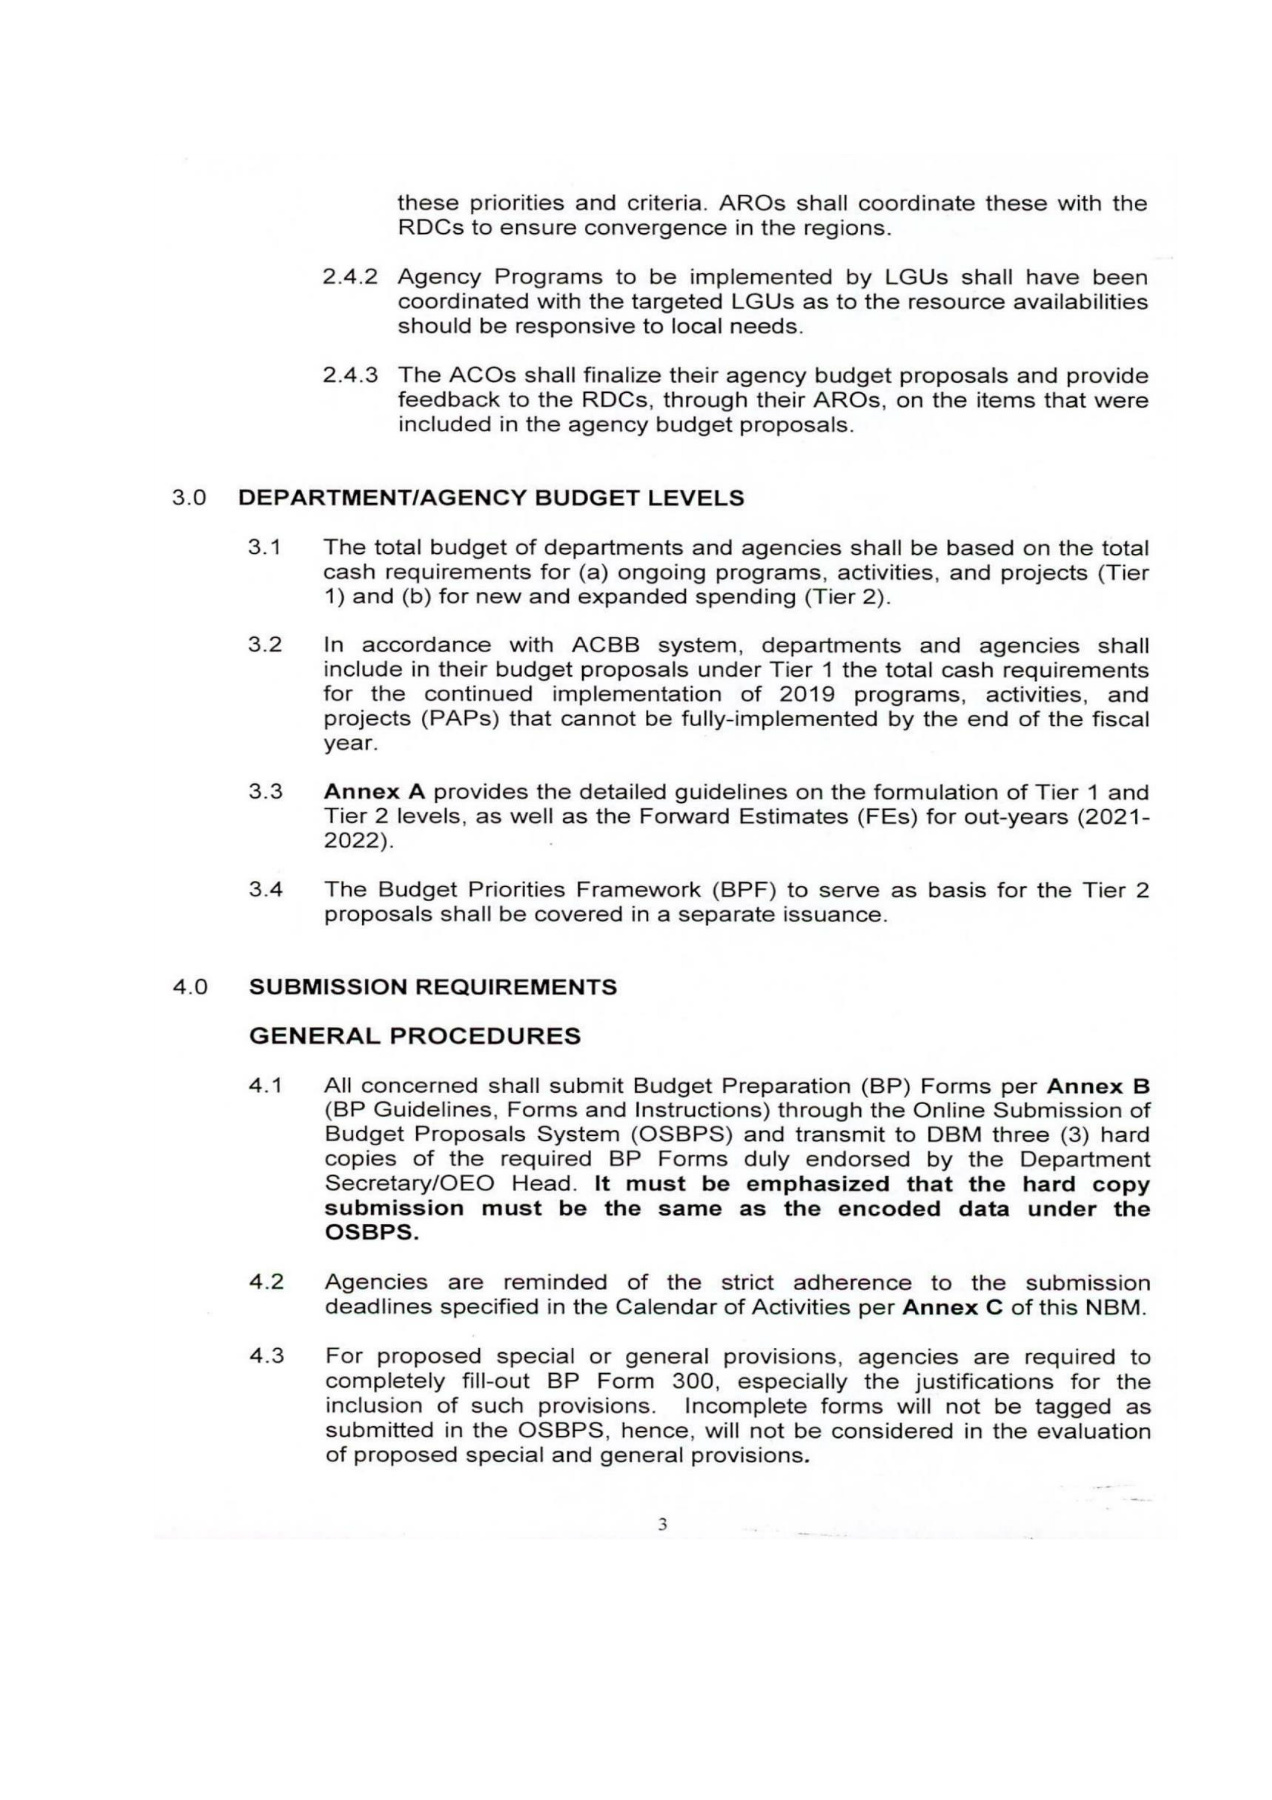 these priorities and criteria. AROs shall coordinate these with the
RDCs to ensure convergence in the regions.
2.4.2 Agency Programs to be implemented by LGUs shall have been
coordinated with the targeted LGUs as to the resource availabilities
should be responsive to local needs.
2.4.3 The ACOs shall finalize their agency budget proposals and provide
feedback to the RDCs, through their AROs, on the items that were
included in the agency budget proposals.
3.0 DEPARTMENT/AGENCY BUDGET LEVELS
3.1 The total budget of departments and agencies shall be based on the total
cash requirements for (a) ongoing programs, activities, and projects (Tier
1) and (b) for new and expanded spending (Tier 2).
3.2 In accordance with ACBB system, departments and agencies shall
include in their budget proposals under Tier 1 the total cash requirements
for the continued implementation of 2019 programs, activities, and
projects (PAPs) that cannot be fully-implemented by the end of the fiscal
year.
3.3 Annex A provides the detailed guidelines on the formulation of Tier 1 and
Tier 2 levels, as well as the Forward Estimates (FEs) for out-years (2021-
2022).
3.4 The Budget Priorities Framework (BPF) to serve as basis for the Tier 2
proposals shall be covered in a separate issuance.
4.0 SUBMISSION REQUIREMENTS
GENERAL PROCEDURES
4.1 All concerned shall submit Budget Preparation (BP) Forms per Annex B
(BP Guidelines, Forms and Instructions) through the Online Submission of
Budget Proposals System (OSBPS) and transmit to DBM three (3) hard
copies of the required BP Forms duly endorsed by the Department
Secretary/OEO Head. It must be emphasized that the hard copy
submission must be the same as the encoded data under the
OSBPS.
4.2 Agencies are reminded of the strict adherence to the submission
deadlines specified in the Calendar of Activities per Annex C of this NBM.
4.3 For proposed special or general provisions, agencies are required to
completely fill-out BP Form 300, especially the justifications for the
inclusion of such provisions. Incomplete forms will not be tagged as
submitted in the OSBPS, hence, will not be considered in the evaluation
of proposed special and general provisions.
3